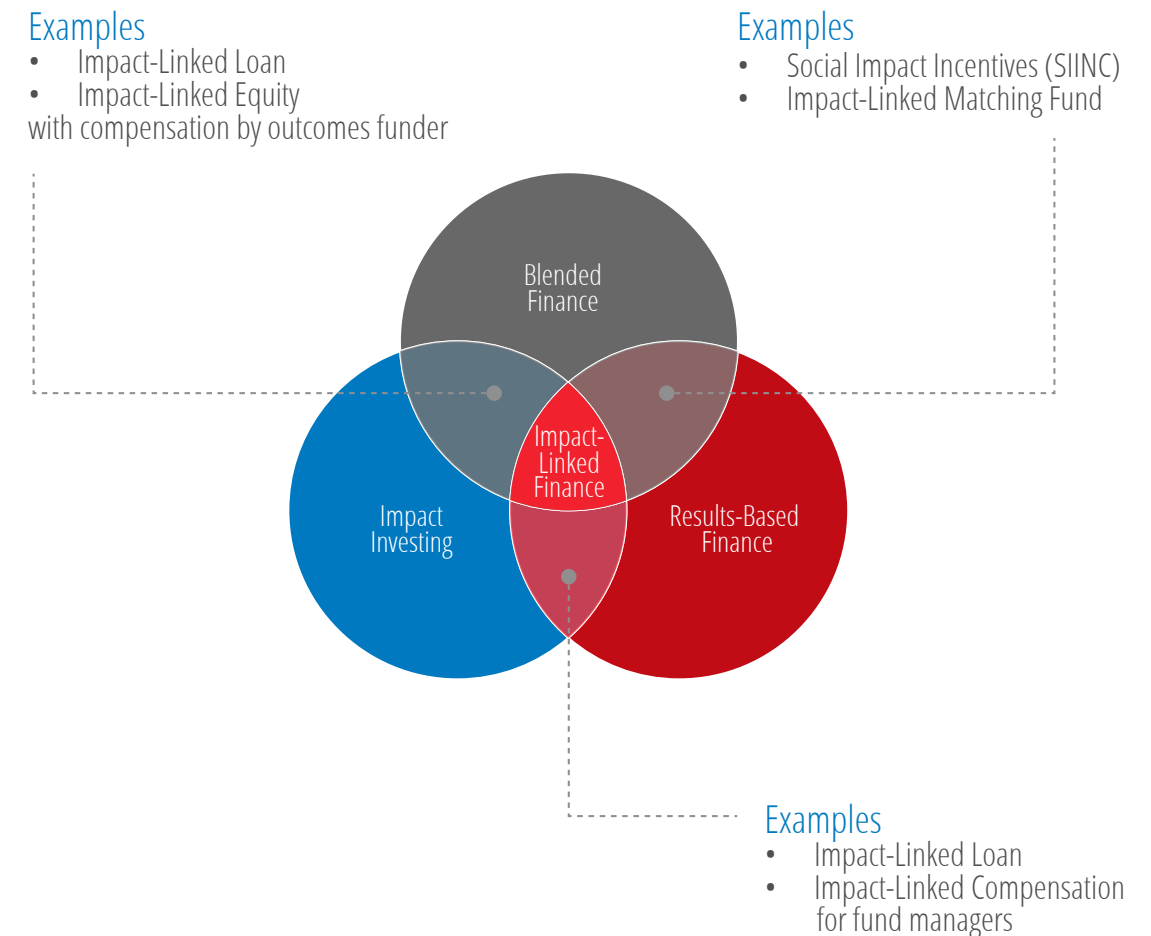 Examples
• Impact-Linked Loan
• Impact-Linked Equity
with compensation by outcomes funder
Examples
• Social Impact Incentives (SIINC)
• Impact-Linked Matching Fund
Blended
Finance
Impact-
Linked
Finance
Impact
Investing
Results-Based
Finance
Examples
• Impact-Linked Loan
• Impact-Linked Compensation
for fund managers